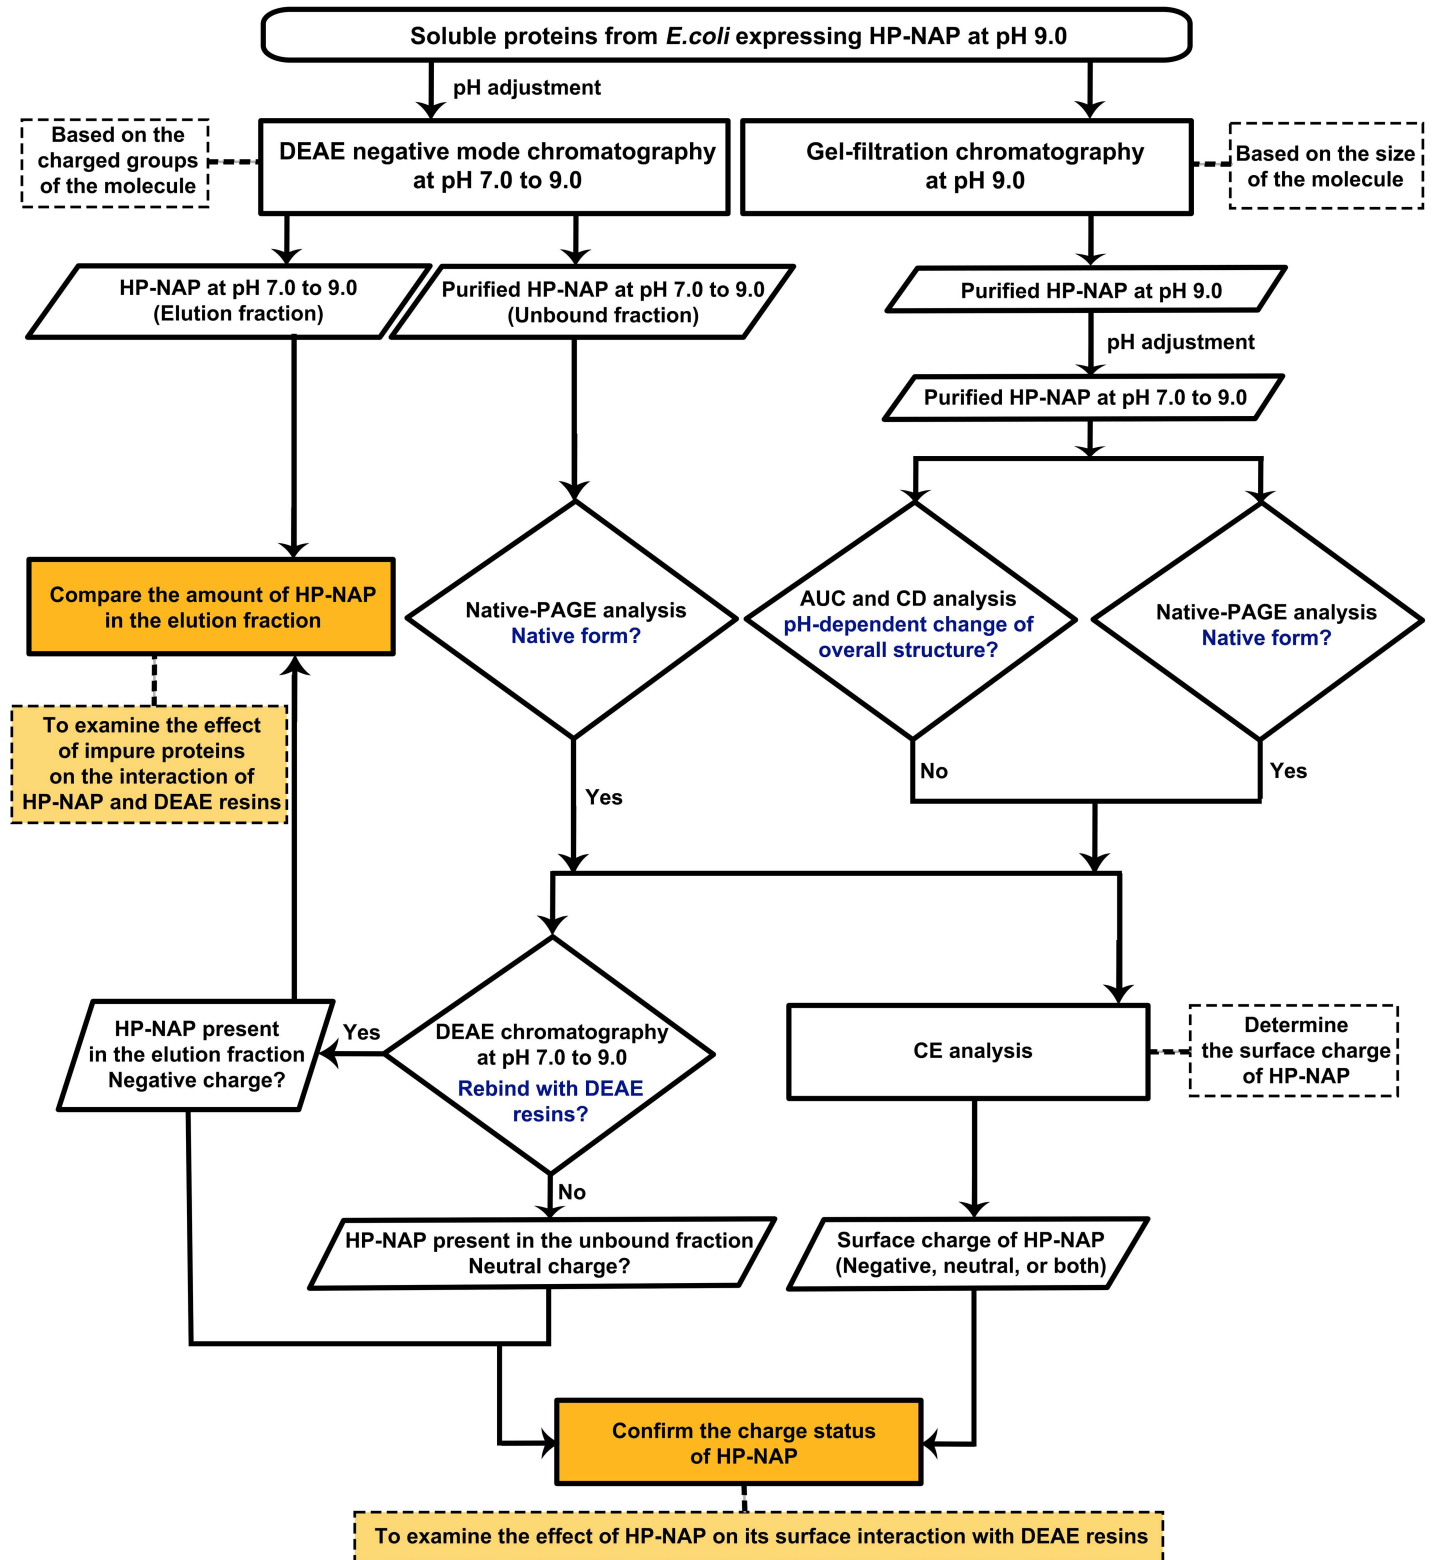 Soluble proteins from E.coli expressing HP-NAP at pH 9.0
pH adjustment
Based on the
charged groups
of the molecule
DEAE negative mode chromatography
at pH 7.0 to 9.0
Gel-filtration chromatography
at pH 9.0
Based on the size
of the molecule
HP-NAP at pH 7.0 to 9.0
(Elution fraction)
Purified HP-NAP at pH 7.0 to 9.0
(Unbound fraction)
Purified HP-NAP at pH 9.0
pH adjustment
Purified HP-NAP at pH 7.0 to 9.0
Compare the amount of HP-NAP
in the elution fraction
Native-PAGE analysis
Native form?
AUC and CD analysis
pH-dependent change of
overall structure?
Native-PAGE analysis
Native form?
To examine the effect
of impure proteins
on the interaction of
HP-NAP and DEAE resins
Yes
No
Yes
HP-NAP present
in the elution fraction
Negative charge?
Yes
DEAE chromatography
at pH 7.0 to 9.0
Rebind with DEAE
resins?
CE analysis
Determine
the surface charge
of HP-NAP
No
HP-NAP present in the unbound fraction
Neutral charge?
Surface charge of HP-NAP
(Negative, neutral, or both)
Confirm the charge status
of HP-NAP
To examine the effect of HP-NAP on its surface interaction with DEAE resins